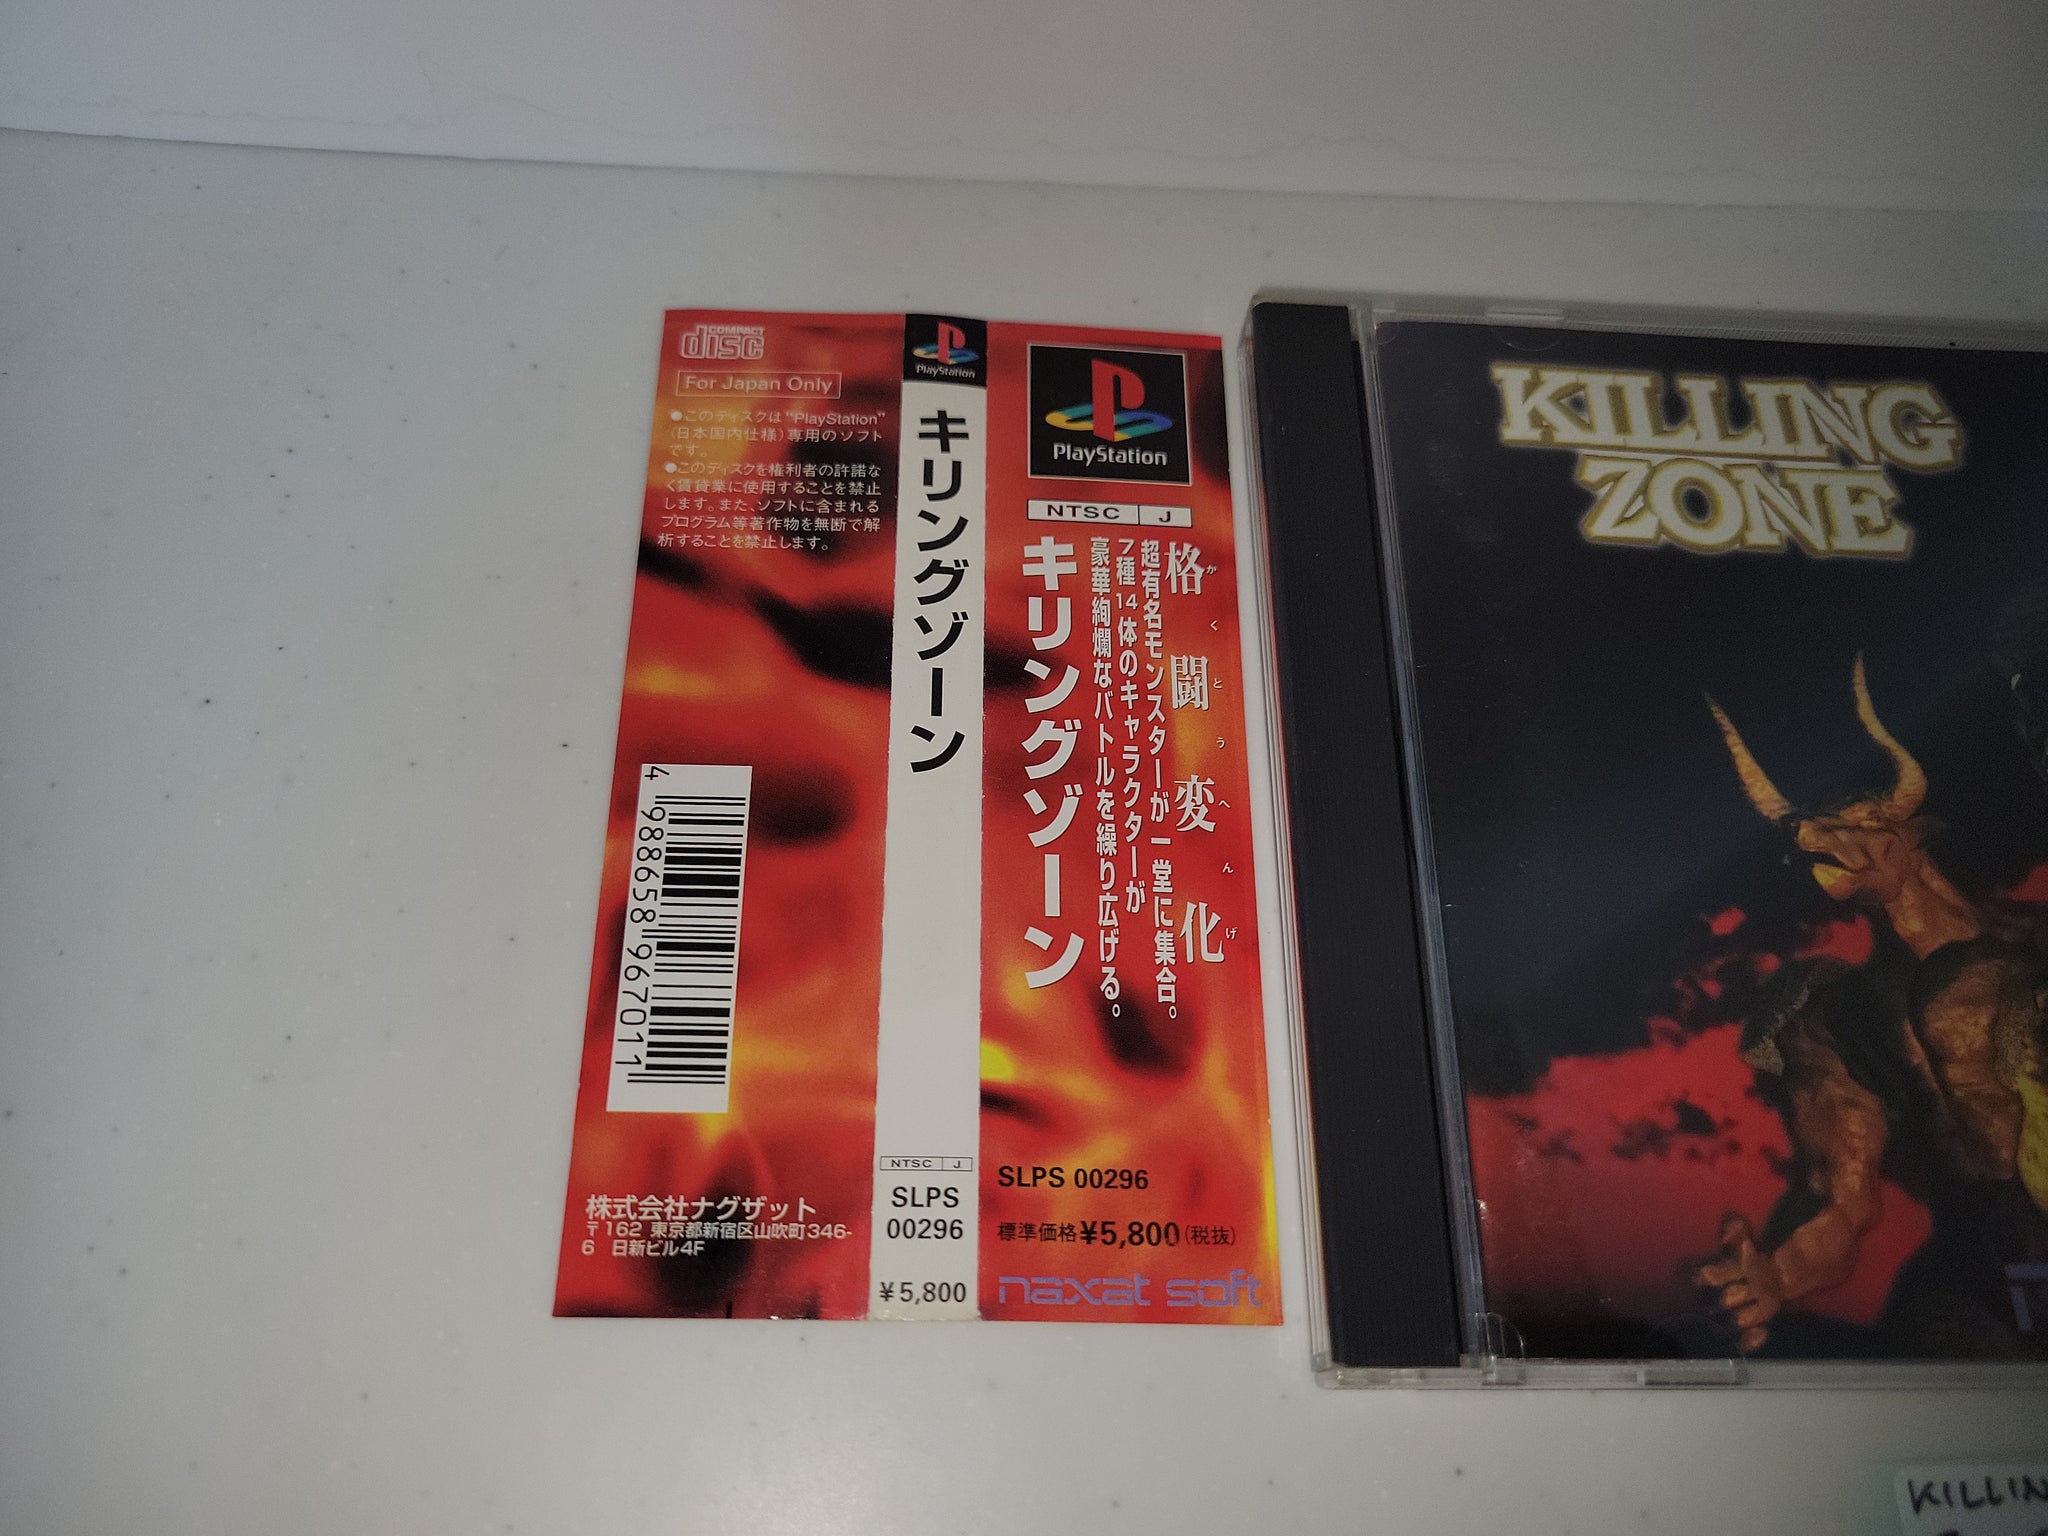 COMPACT
disc
For Japan Only
●このディスクは"PlayStation"
(日本国内仕様)専用のソフト
です。
●このディスクを権利者の許諾な
く賃貸業に使用することを禁止
します。また、ソフトに含まれる
プログラム等著作物を無断で解
析することを禁止します。
4 988658 967011
株式会社ナグザット
〒162 東京都新宿区山吹町346-
6 日新ビル4F
PlayStation
キリングゾーン
NTSC J
SLPS
00296
¥5,800
PlayStation
NTSC J
格闘変化
かくとうへんげ
超有名モンスターが一堂に集合。
7種14体のキャラクターが
豪華絢爛なバトルを繰り広げる。
キリングゾーン
SLPS 00296
標準価格¥5,800(税抜)
naxat soft
KILLING
ZONE
KILLIN